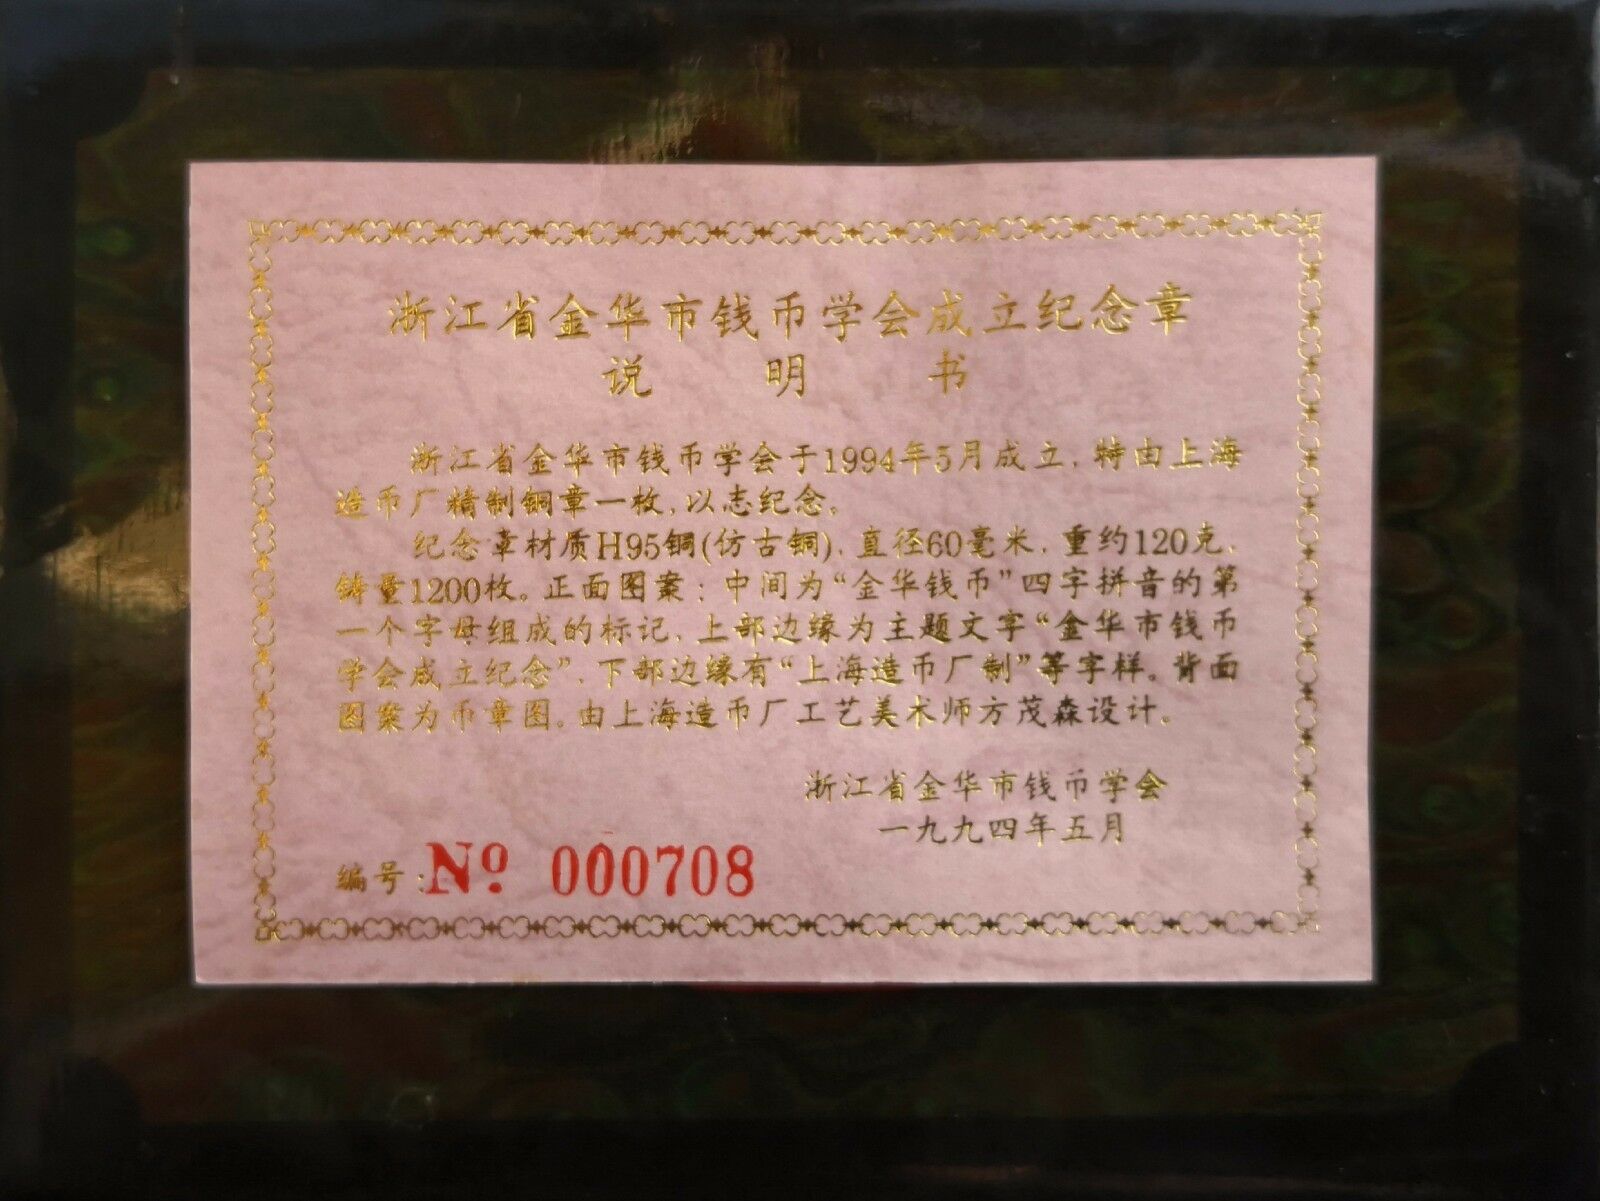 浙江省金华市钱币学会成立纪念章
说明书
浙江省金华市钱币学会于1994年5月成立，特由上海
造币厂精制铜章一枚，以志纪念。
纪念章材质H95铜(仿古铜)，直径60毫米，重约120克，
铸量1200枚。正面图案：中间为“金华钱币”四字拼音的第
一个字母组成的标记，上部边缘为主题文字“金华市钱币
学会成立纪念”，下部边缘有“上海造币厂制”等字样。背面
图案为币章图。由上海造币厂工艺美术师方茂森设计。
浙江省金华市钱币学会
一九九四年五月
编号：No 000708